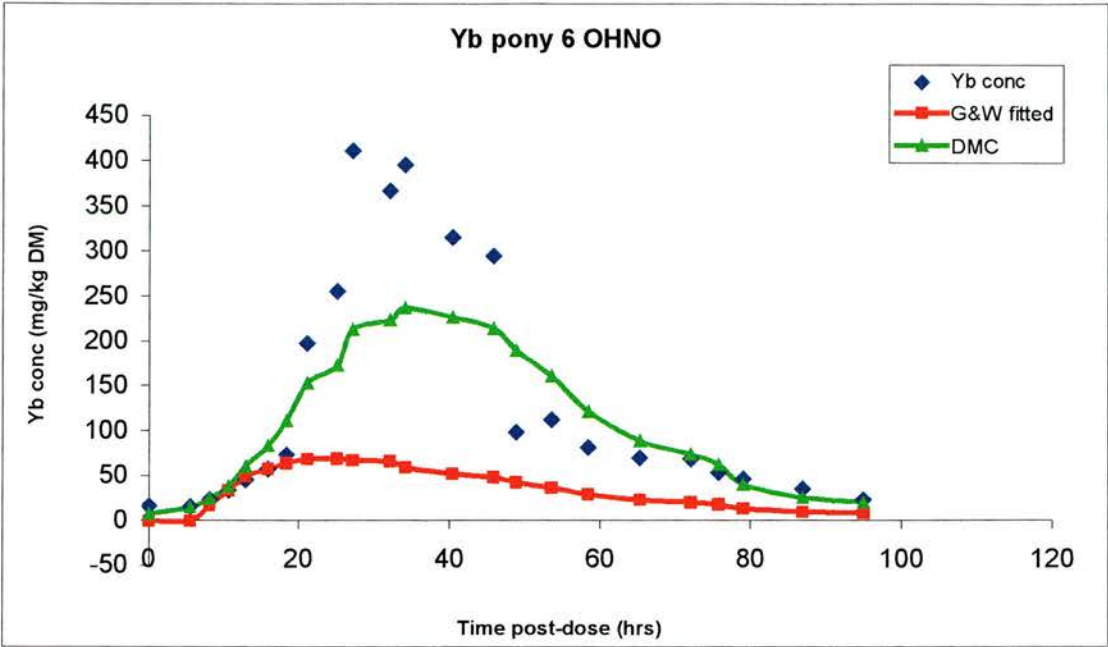 Yb pony 6 OHNO
Yb conc
G&W fitted
DMC
450
400
350
300
250
200
150
100
50
0
-50
0 20 40 60 80 100 120
Yb conc (mg/kg DM)
Time post-dose (hrs)